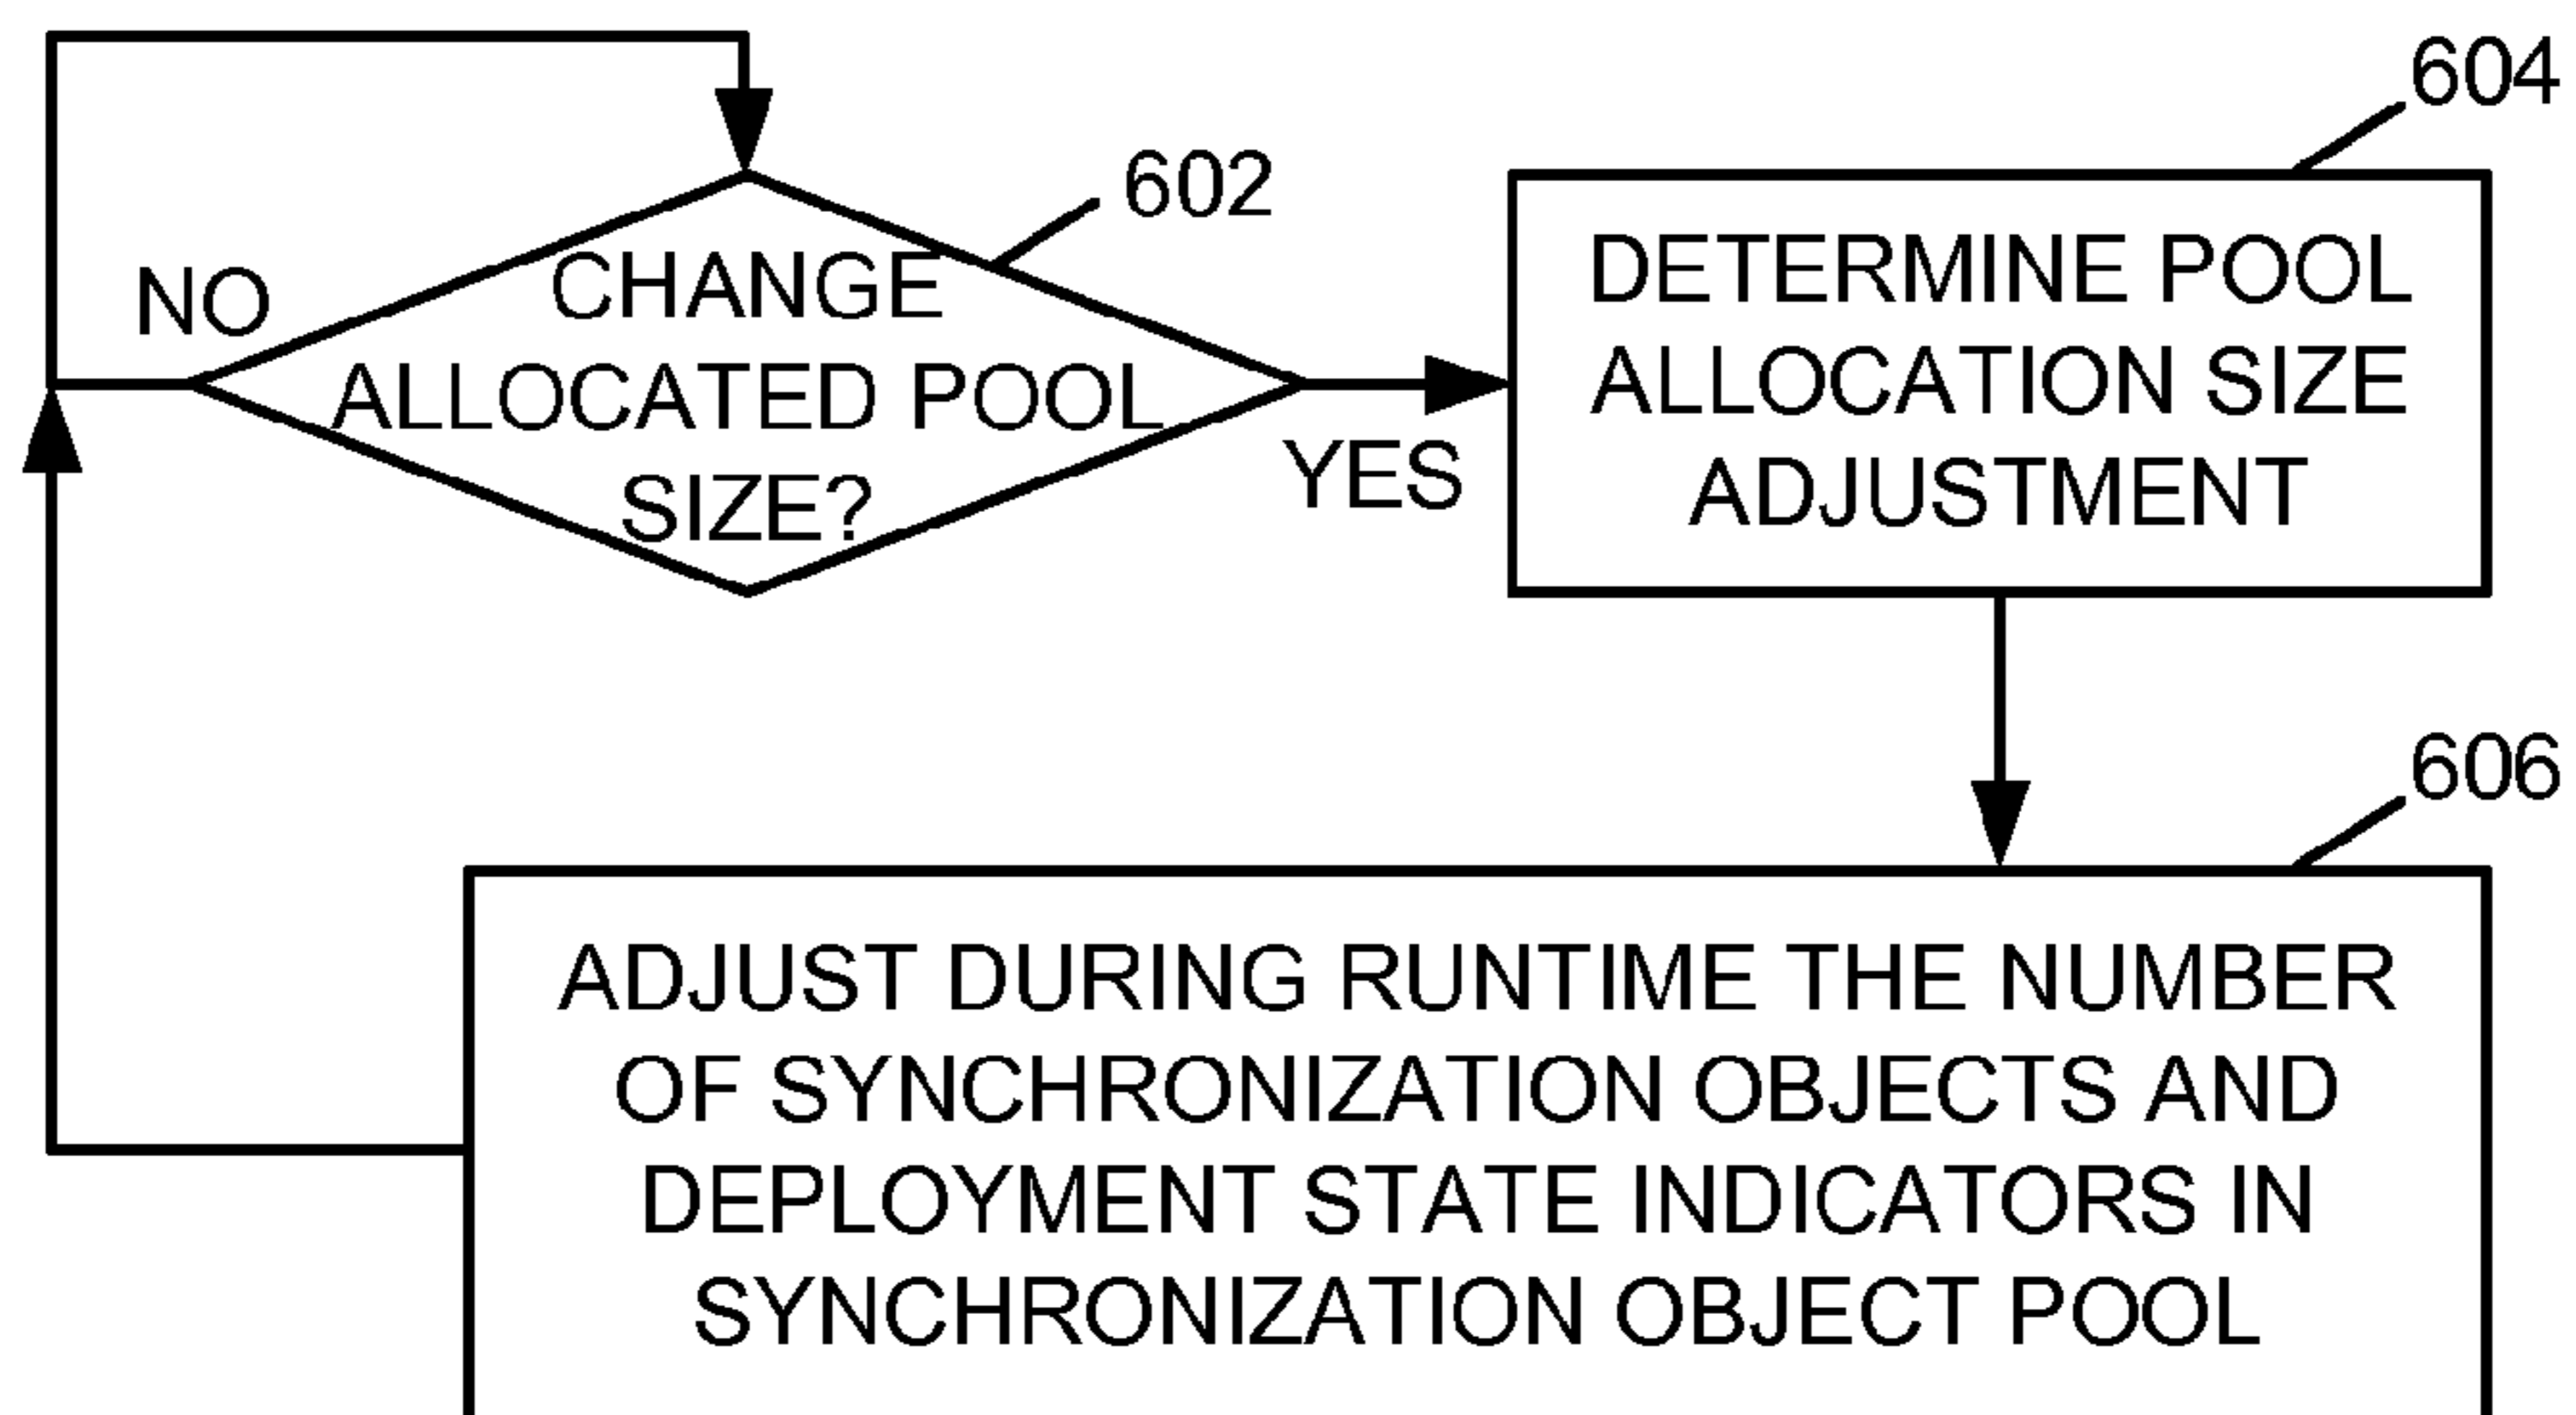 604
602
NO
CHANGE
ALLOCATED POOL
SIZE?
YES
DETERMINE POOL
ALLOCATION SIZE
ADJUSTMENT
606
ADJUST DURING RUNTIME THE NUMBER
OF SYNCHRONIZATION OBJECTS AND
DEPLOYMENT STATE INDICATORS IN
SYNCHRONIZATION OBJECT POOL